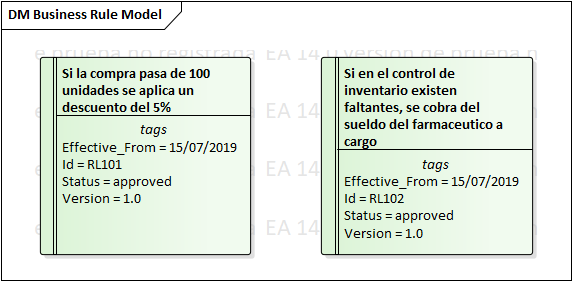 DM Business Rule Model
Si la compra pasa de 100
unidades se aplica un
descuento del 5%
tags
Effective_From = 15/07/2019
Id = RL101
Status = approved
Version = 1.0
Si en el control de
inventario existen
faltantes, se cobra del
sueldo del farmaceutico a
cargo
tags
Effective_From = 15/07/2019
Id = RL102
Status = approved
Version = 1.0